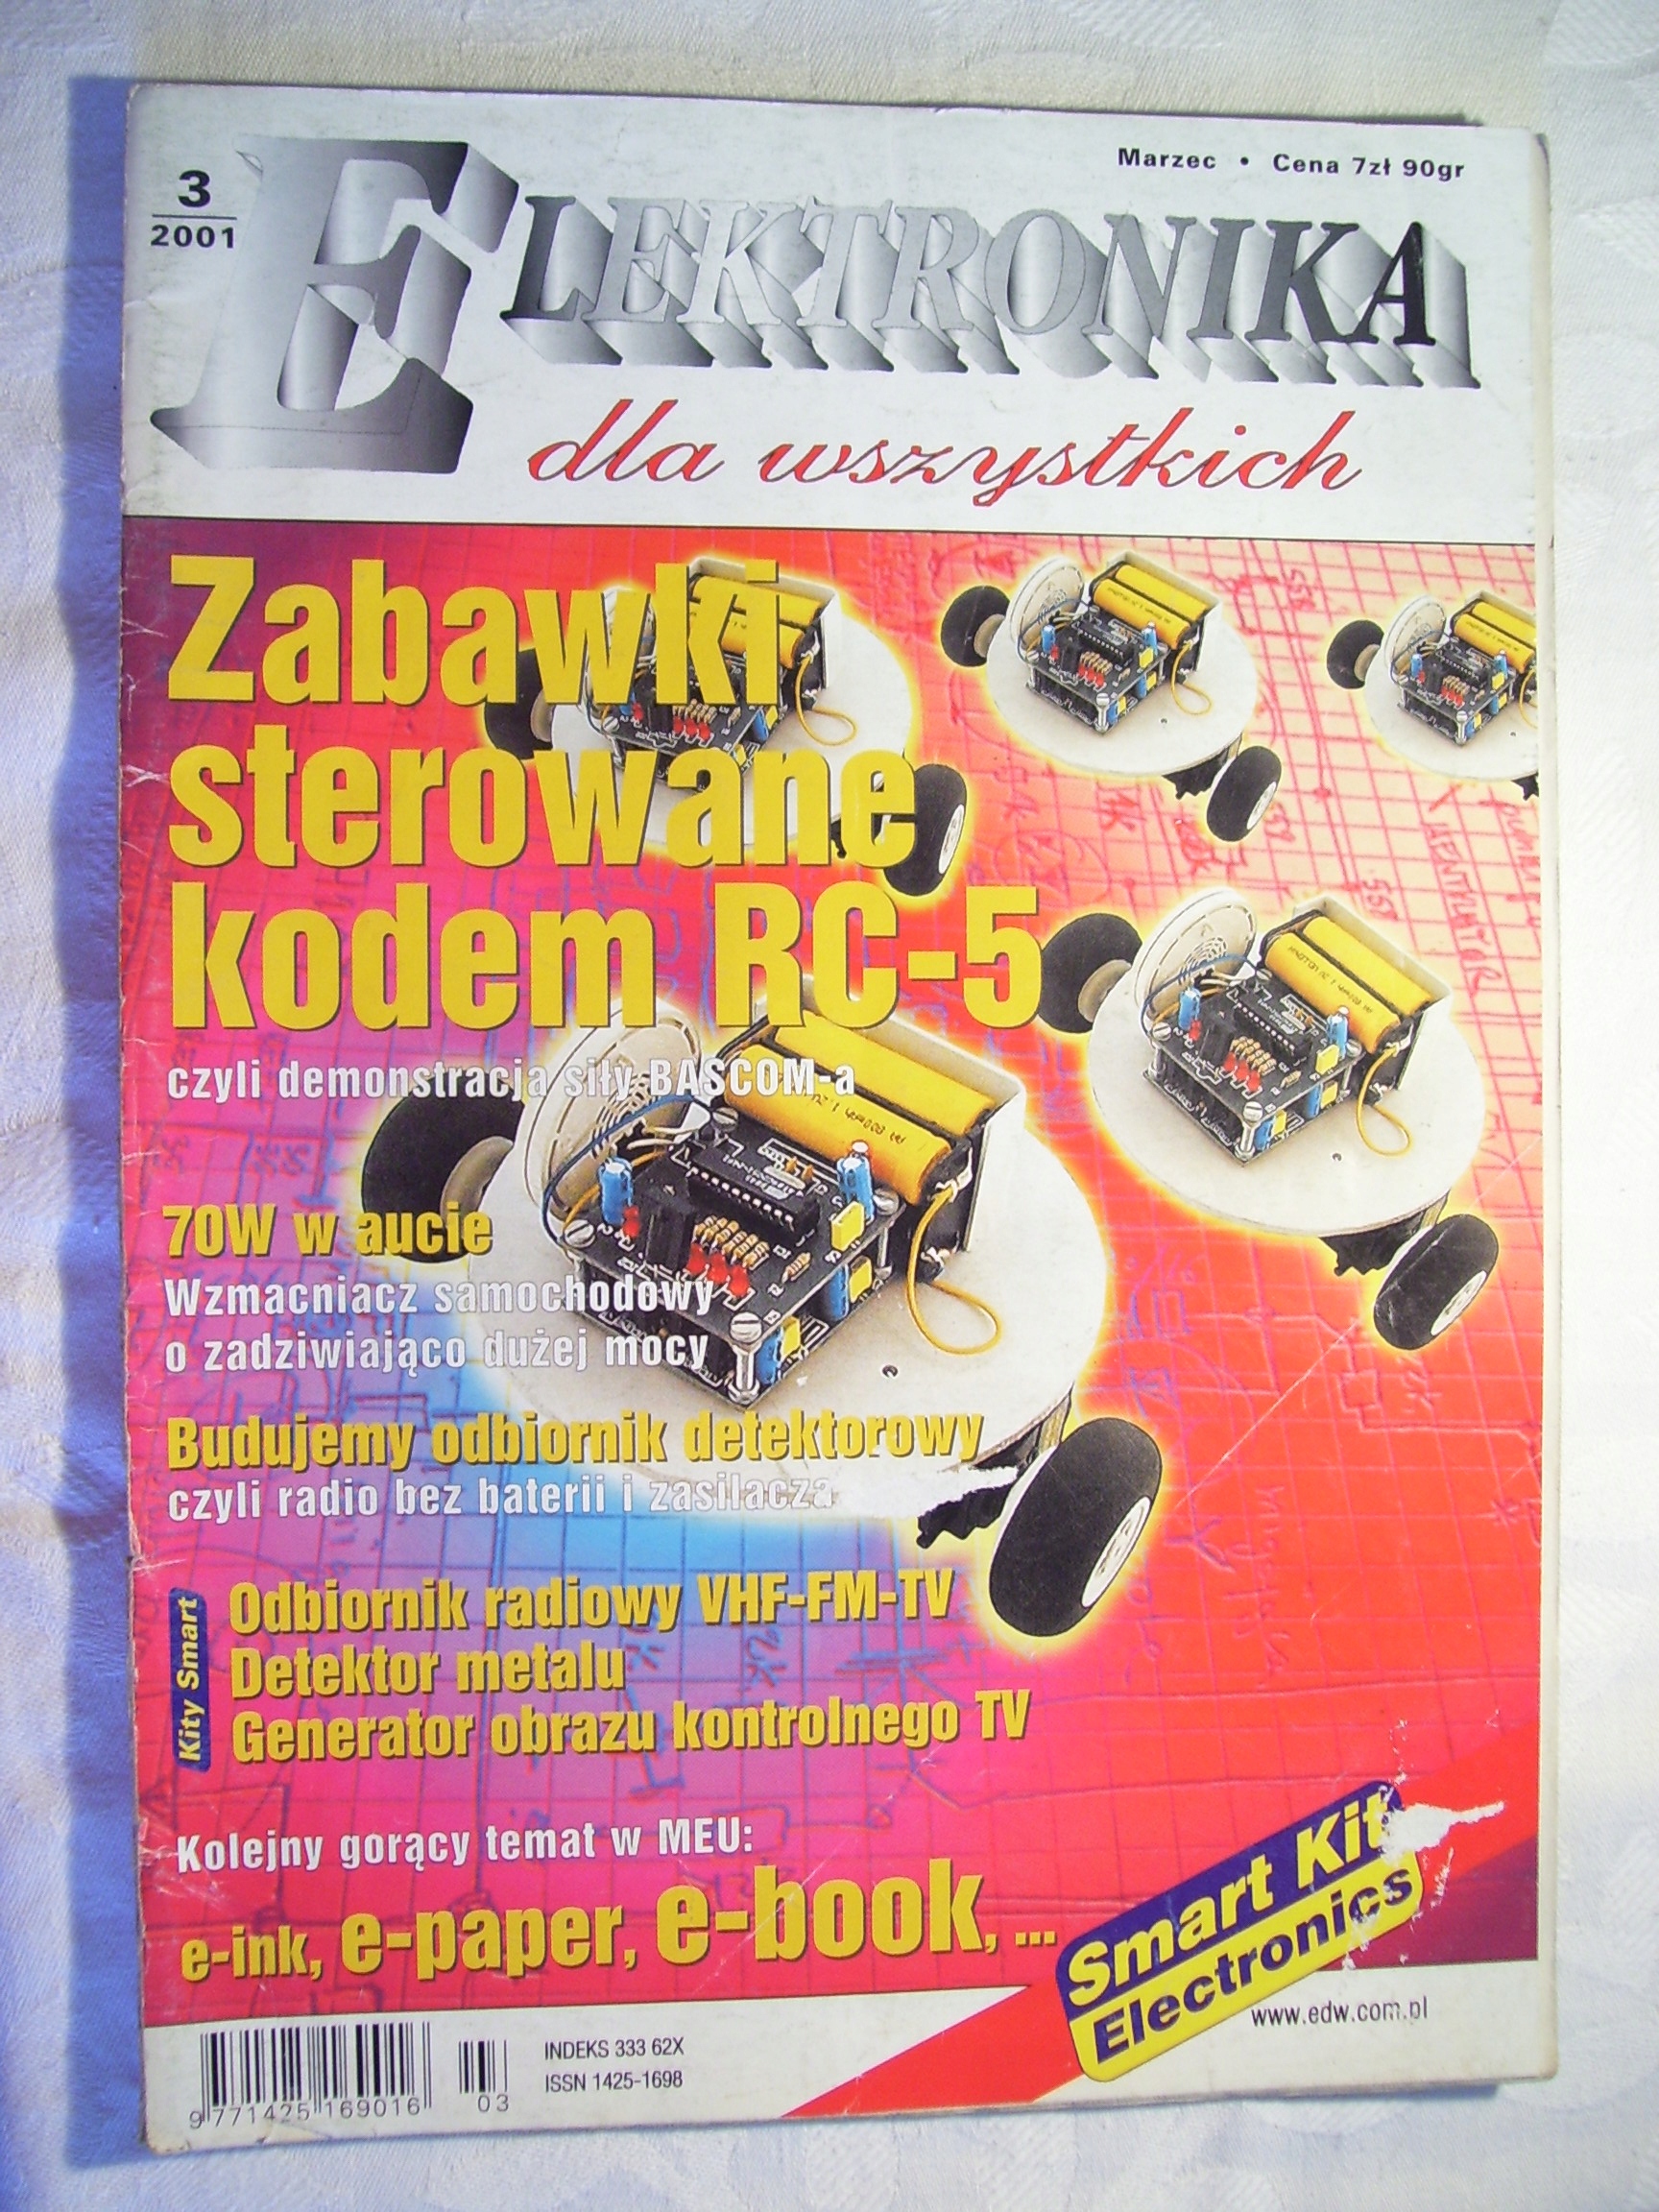 3
2001
Marzec • Cena 7zł 90gr
ELEKTRONIKA
dla wszystkich
Zabawki
sterowane
kodem RC-5
czyli demonstracja siły BASCOM-a
70W w aucie
Wzmacniacz samochodowy
o zadziwiająco dużej mocy
Budujemy odbiornik detektorowy
czyli radio bez baterii i zasilacza
Kity Smart
Odbiornik radiowy VHF-FM-TV
Detektor metalu
Generator obrazu kontrolnego TV
Kolejny gorący temat w MEU:
e-ink, e-paper, e-book, ...
Smart Kit
Electronics
www.edw.com.pl
INDEKS 333 62X
ISSN 1425-1698
9 771425 169016 03